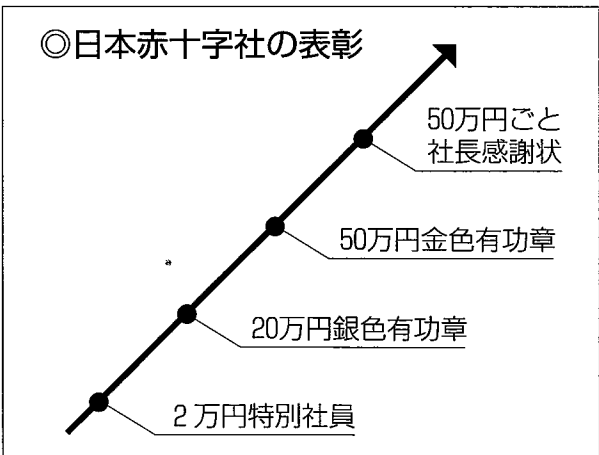 ◎日本赤十字社の表彰
50万円ごと
社長感謝状
50万円金色有功章
20万円銀色有功章
2万円特別社員